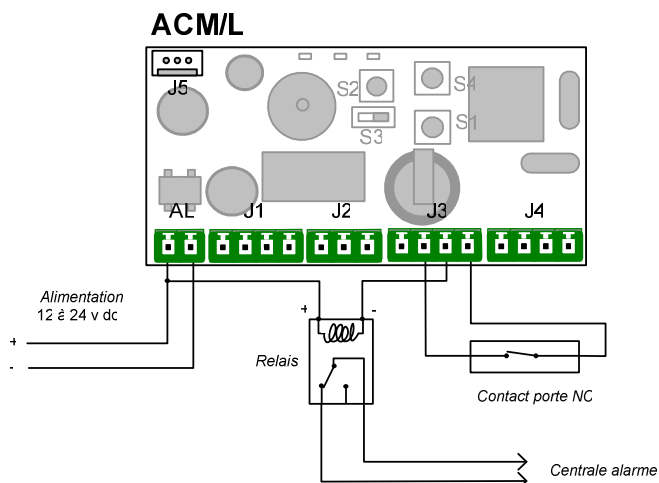 ACM/L
J5
S2
S4
S3
S1
AL
J1
J2
J3
J4
Alimentation
12 à 24 v dc
+
-
+
-
Relais
Contact porte NC
Centrale alarme